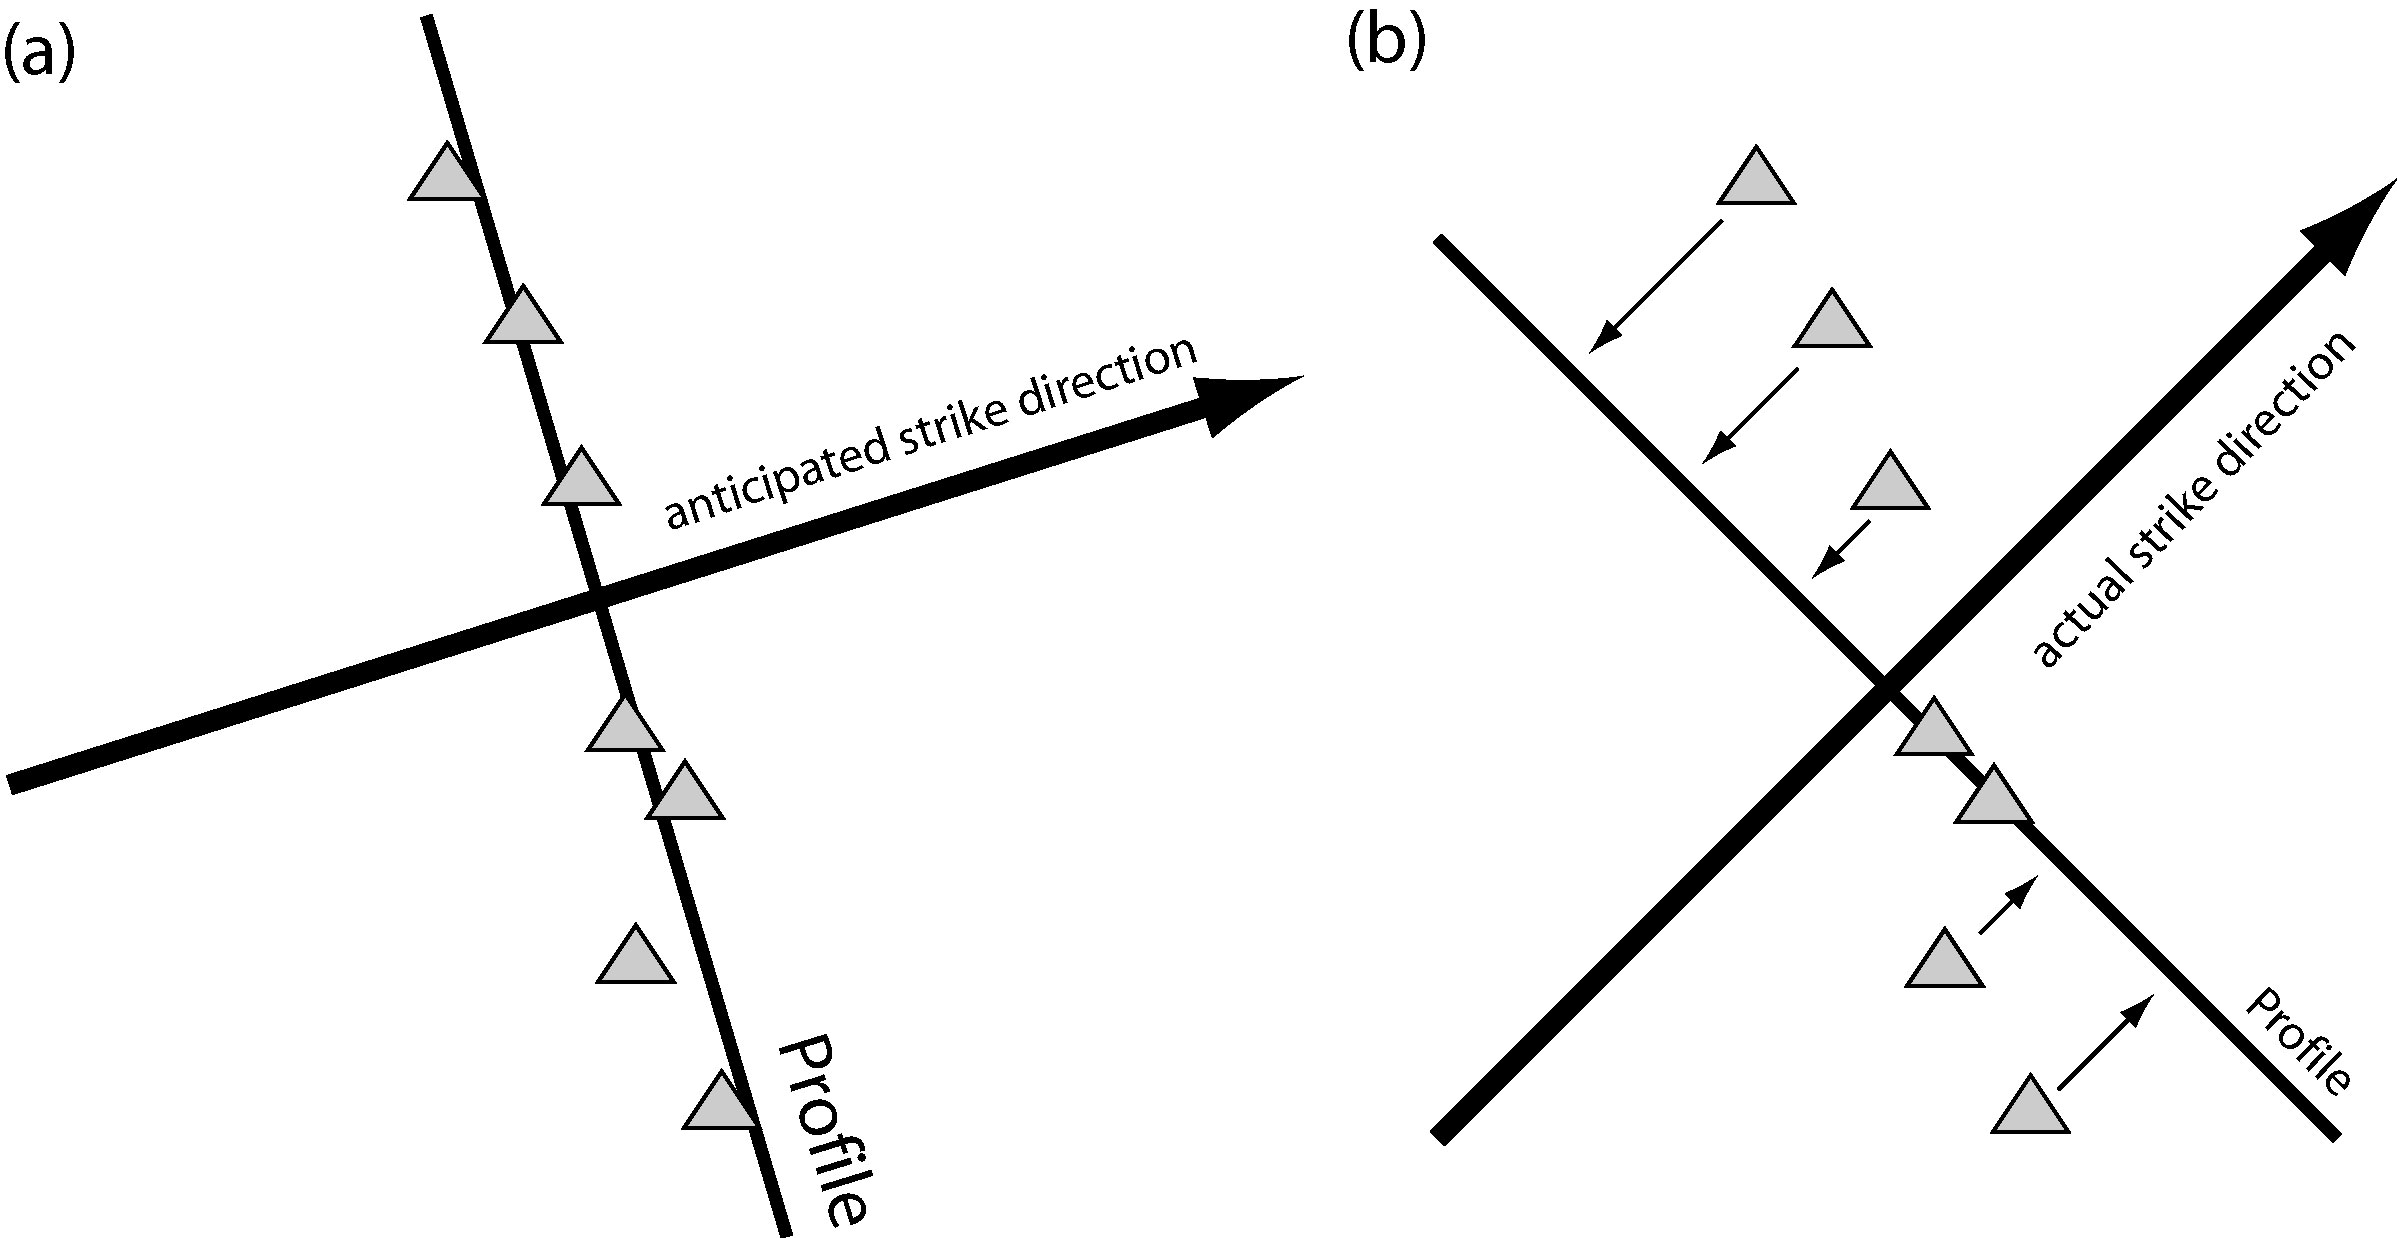 (a)
anticipated strike direction
Profile
(b)
actual strike direction
Profile